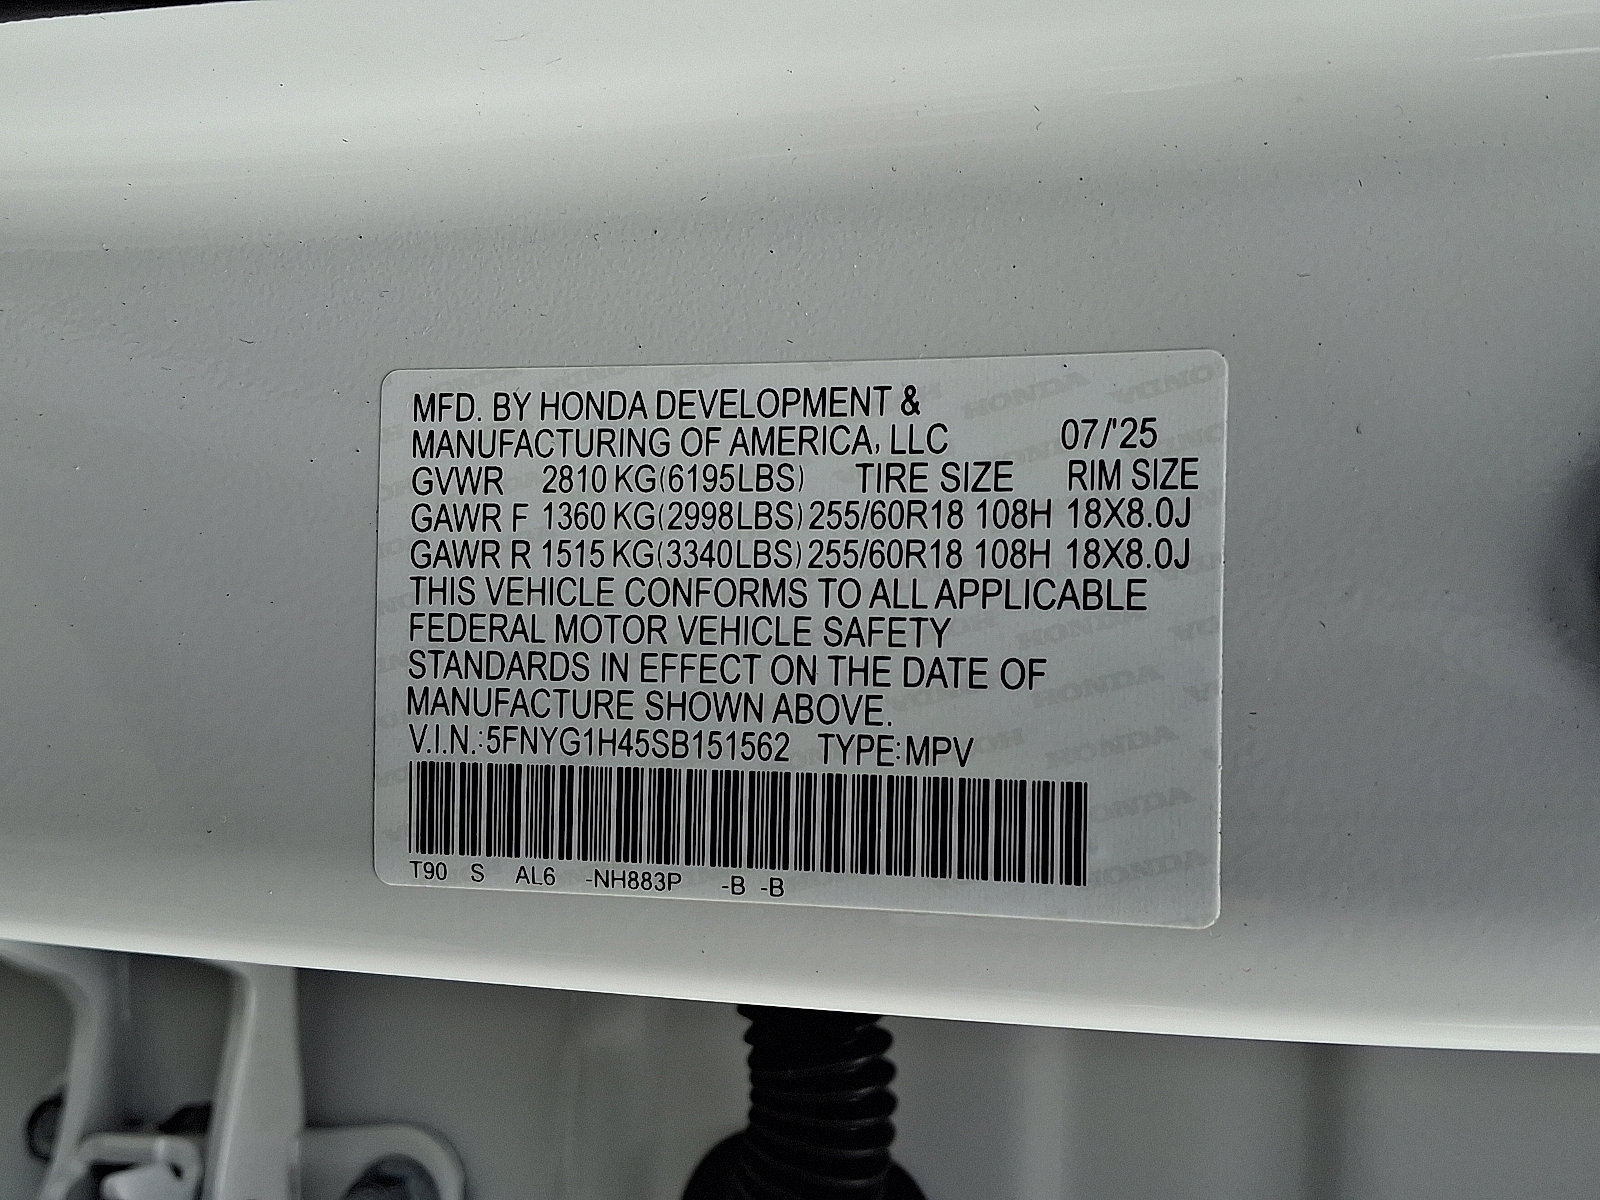 MFD. BY HONDA DEVELOPMENT &
MANUFACTURING OF AMERICA, LLC 07/'25
GVWR 2810 KG(6195LBS) TIRE SIZE RIM SIZE
GAWR F 1360 KG(2998LBS) 255/60R18 108H 18X8.0J
GAWR R 1515 KG(3340LBS) 255/60R18 108H 18X8.0J
THIS VEHICLE CONFORMS TO ALL APPLICABLE
FEDERAL MOTOR VEHICLE SAFETY
STANDARDS IN EFFECT ON THE DATE OF
MANUFACTURE SHOWN ABOVE.
V.I.N.:5FNYG1H45SB151562 TYPE:MPV
T90 S AL6 -NH883P -B -B